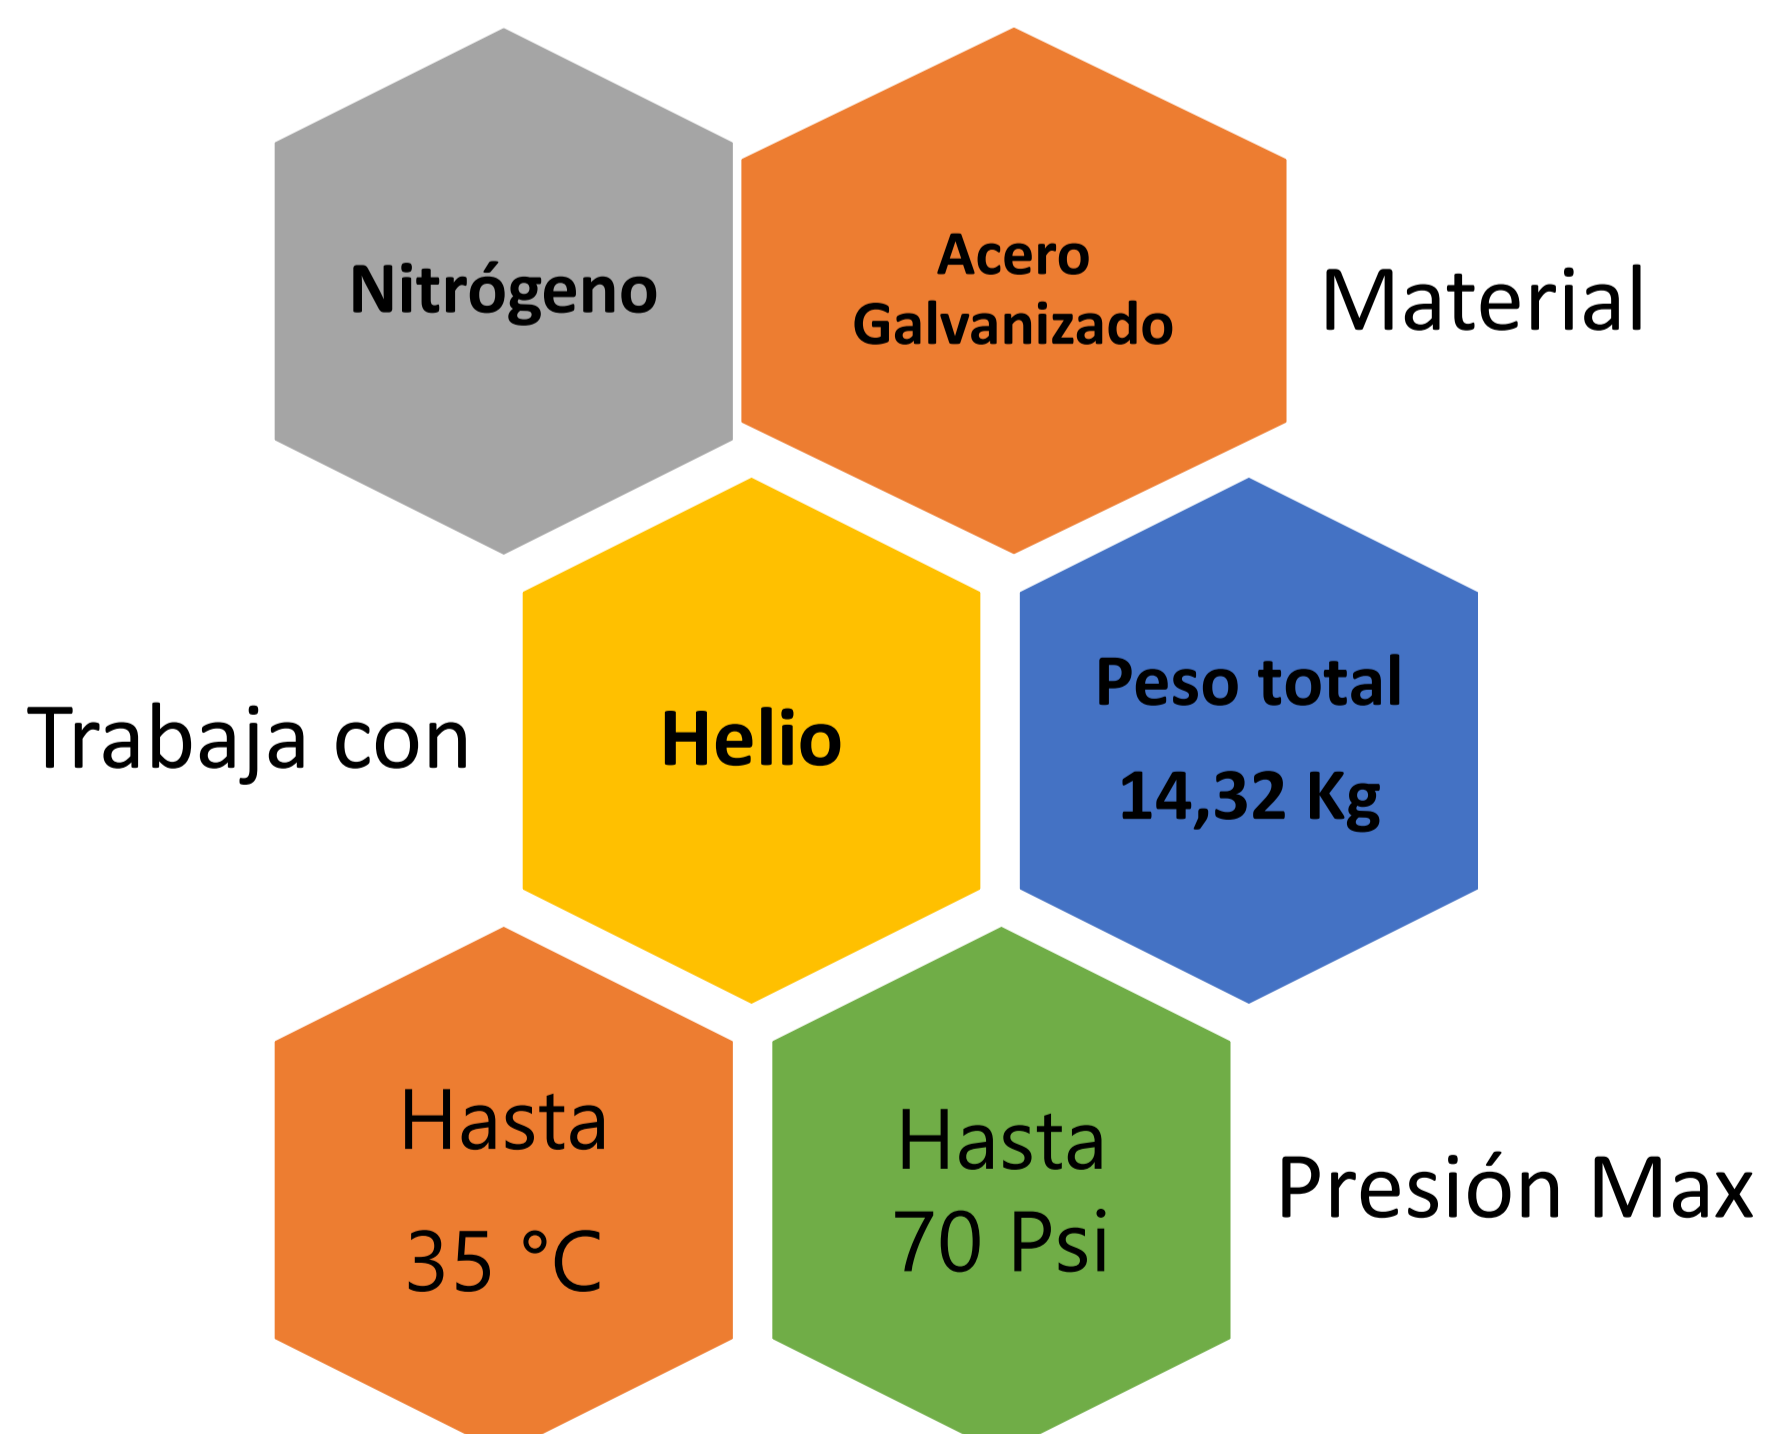 Nitrógeno
Acero
Galvanizado
Material
Trabaja con
Helio
Peso total
14,32 Kg
Hasta
35 °C
Hasta
70 Psi
Presión Max